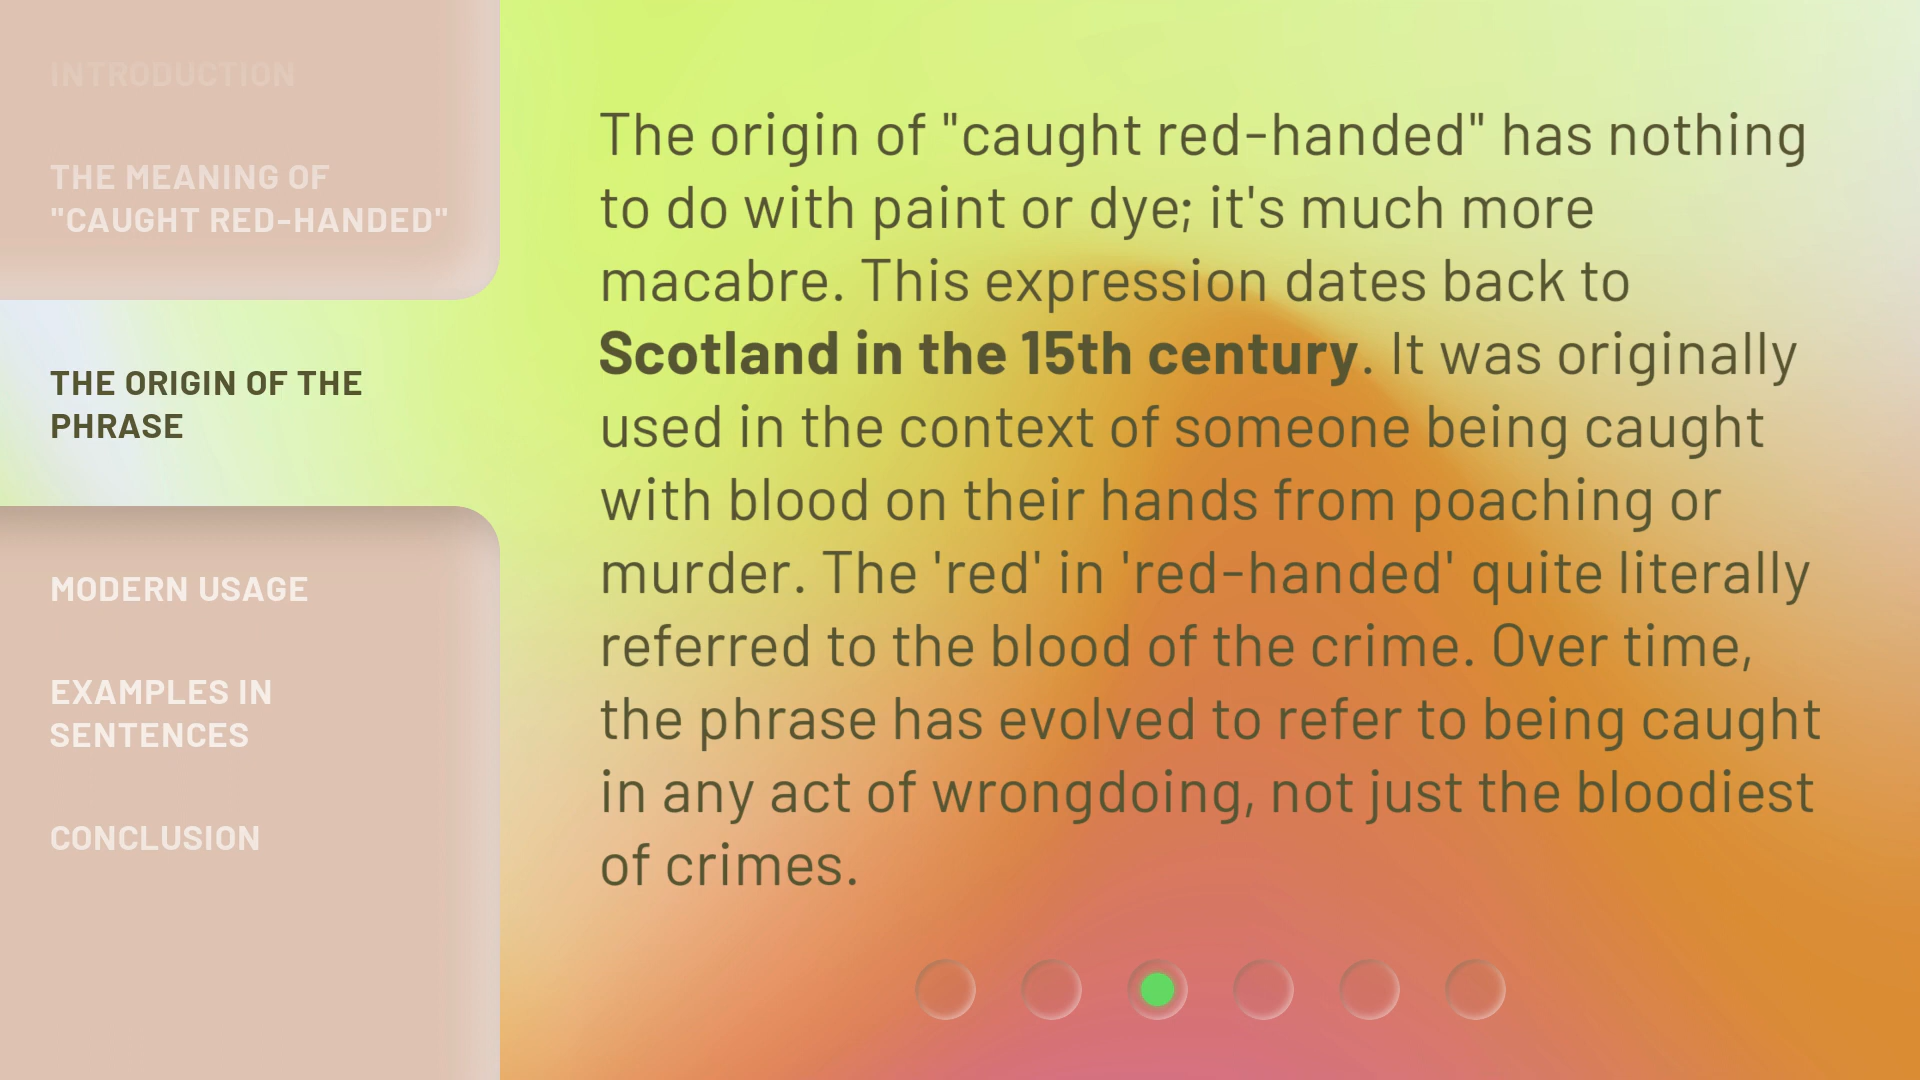 INTRODUCTION
THE MEANING OF
"CAUGHT RED-HANDED"
THE ORIGIN OF THE
PHRASE
MODERN USAGE
EXAMPLES IN
SENTENCES
CONCLUSION
The origin of "caught red-handed" has nothing
to do with paint or dye; it's much more
macabre. This expression dates back to
Scotland in the 15th century. It was originally
used in the context of someone being caught
with blood on their hands from poaching or
murder. The 'red' in 'red-handed' quite literally
referred to the blood of the crime. Over time,
the phrase has evolved to refer to being caught
in any act of wrongdoing, not just the bloodiest
of crimes.